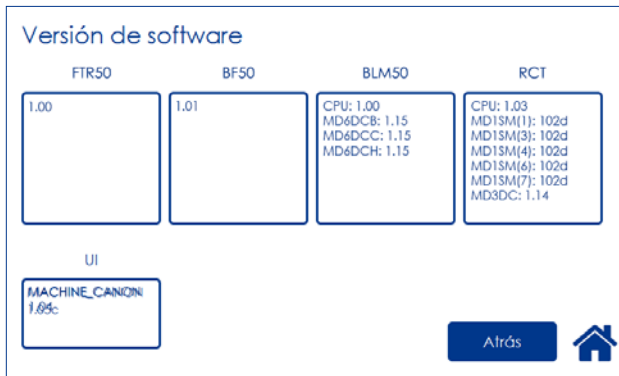 Versión de software
FTR50
BF50
BLM50
RCT
1.00
1.01
CPU: 1.00
MD6DCB: 1.15
MD6DCC: 1.15
MD6DCH: 1.15
CPU: 1.03
MD1SM(1): 102d
MD1SM(3): 102d
MD1SM(4): 102d
MD1SM(6): 102d
MD1SM(7): 102d
MD3DC: 1.14
UI
MACHINE_CANON
Atrás